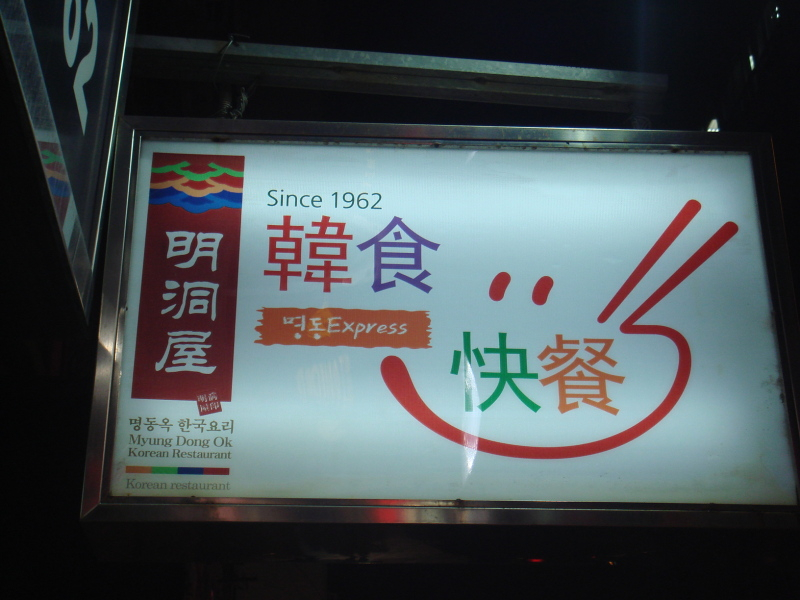 明洞屋
명동옥 한국요리
Myung Dong Ok
Korean Restaurant
Korean restaurant
Since 1962
韓食
명동Express
快餐